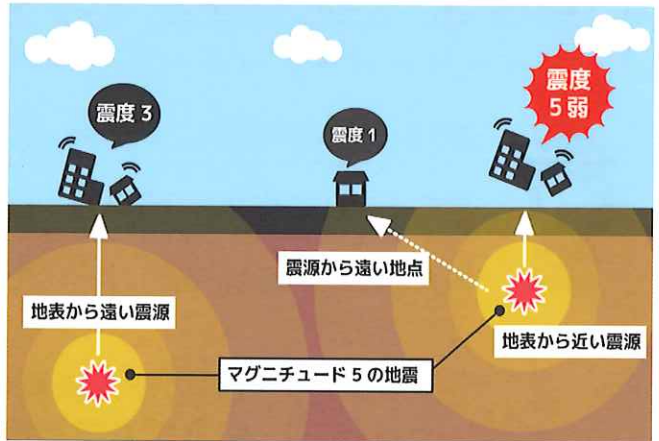 震度 3
震度 1
震度
5 弱
震源から遠い地点
地表から遠い震源
地表から近い震源
マグニチュード 5 の地震